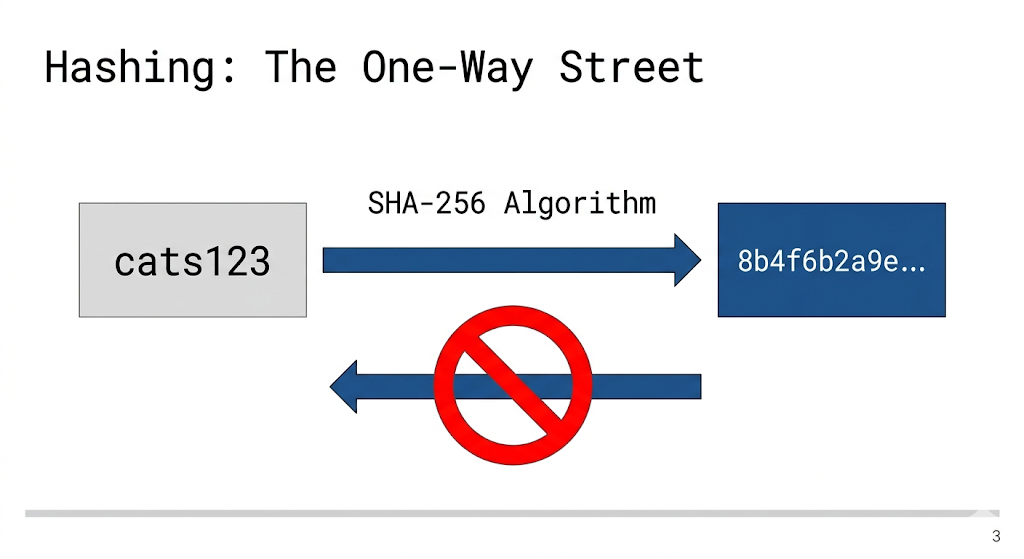 Hashing: The One-Way Street
SHA-256 Algorithm
cats123
8b4f6b2a9e...
3